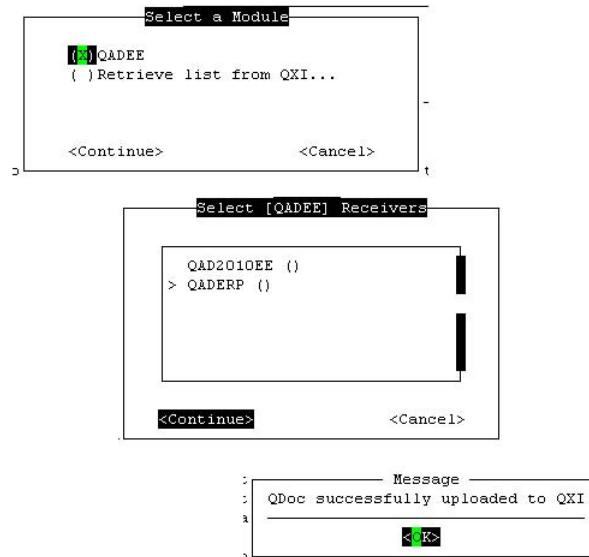 Select a Module
(X)QADEE
( )Retrieve list from QXI...
<Continue> <Cancel>
Select [QADEE] Receivers
QAD2010EE ()
> QADERP ()
<Continue> <Cancel>
Message
QDoc successfully uploaded to QXI
<OK>